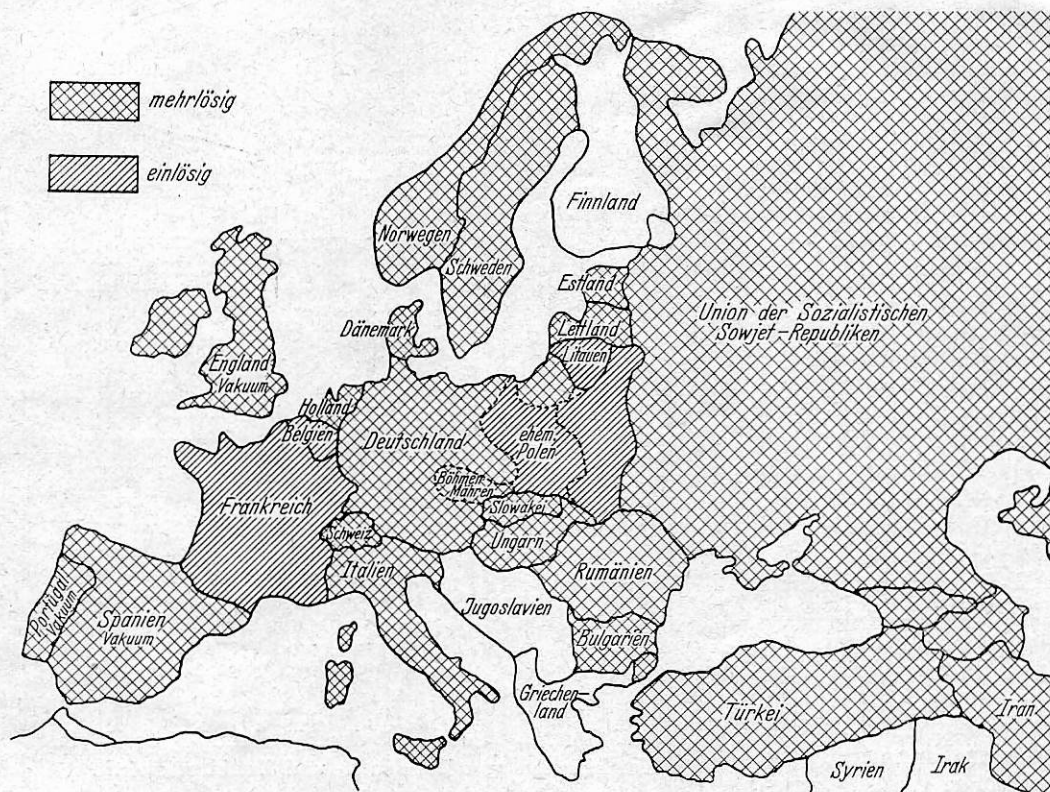 mehrlösig
einlösig
Finnland
Norwegen
Schweden
Estland
Union der Sozialistischen
Sowjet-Republiken
Lettland
Dänemark
Litauen
England
Vakuum
Holland
Belgien
Deutschland
ehem.
Polen
Böhmen
Mähren
Frankreich
Slowakei
Schweiz
Ungarn
Italien
Rumänien
Portugal
Vakuum
Spanien
Vakuum
Jugoslavien
Bulgarien
Griechen-
land
Türkei
Iran
Syrien
Irak